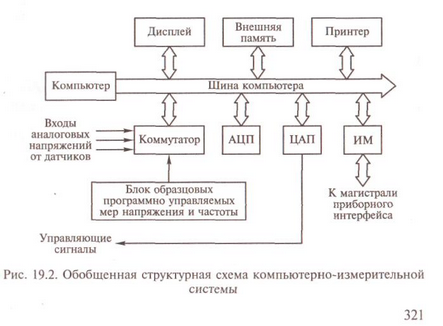 Дисплей
Внешняя
память
Принтер
Компьютер
Шина компьютера
Входы
аналоговых
напряжений
от датчиков
Коммутатор
АЦП
ЦАП
ИМ
Блок образцовых
программно управляемых
мер напряжения и частоты
К магистрали
приборного
интерфейса
Управляющие
сигналы
Рис. 19.2. Обобщенная структурная схема компьютерно-измерительной
системы
321